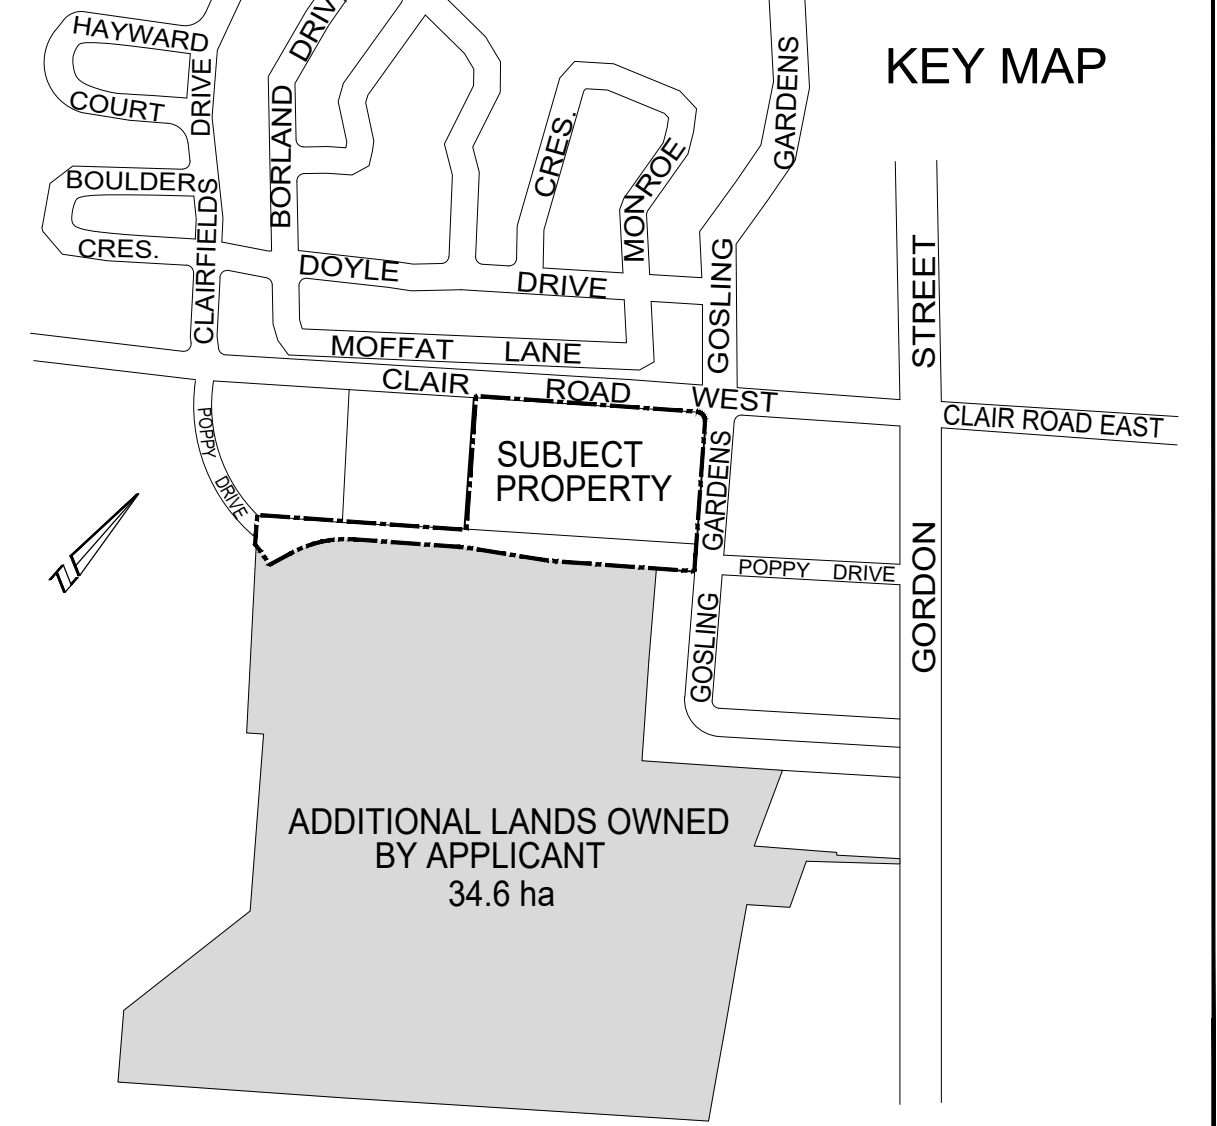 KEY MAP
HAYWARD
COURT
DRIVE
CLAIRFIELDS
BOULDER
CRES.
BORLAND
DRIV
CRES.
MONROE
GARDENS
GOSLING
STREET
GORDON
DOYLE DRIVE
MOFFAT LANE
CLAIR ROAD WEST
CLAIR ROAD EAST
POPPY DRIVE
SUBJECT
PROPERTY
GARDENS
GOSLING
POPPY DRIVE
N
ADDITIONAL LANDS OWNED
BY APPLICANT
34.6 ha